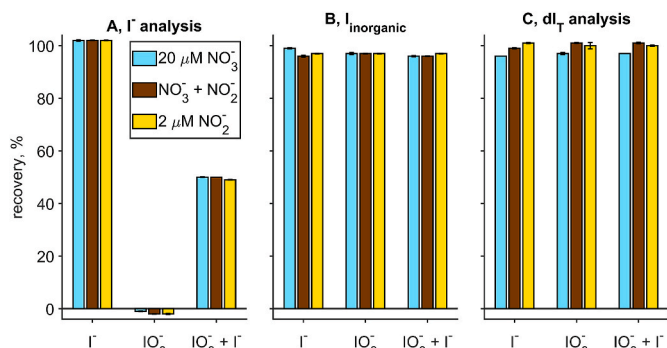 A, I⁻ analysis
B, I_inorganic
C, dI_T analysis
recovery, %
100
80
60
40
20
0
20 μM NO₃⁻
NO₃⁻ + NO₂⁻
2 μM NO₂⁻
I⁻ IO₃⁻ IO₃⁻ + I⁻
I⁻ IO₃⁻ IO₃⁻ + I⁻
I⁻ IO₃⁻ IO₃⁻ + I⁻